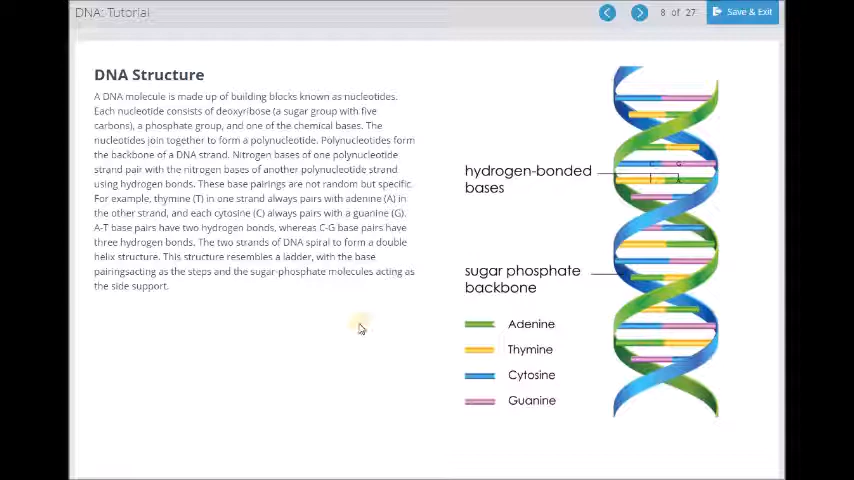 DNA: Tutorial
8 of 27
Save & Exit
DNA Structure
A DNA molecule is made up of building blocks known as nucleotides.
Each nucleotide consists of deoxyribose (a sugar group with five
carbons), a phosphate group, and one of the chemical bases. The
nucleotides join together to form a polynucleotide. Polynucleotides form
the backbone of a DNA strand. Nitrogen bases of one polynucleotide
strand pair with the nitrogen bases of another polynucleotide strand
using hydrogen bonds. These base pairings are not random but specific.
For example, thymine (T) in one strand always pairs with adenine (A) in
the other strand, and each cytosine (C) always pairs with a guanine (G).
A-T base pairs have two hydrogen bonds, whereas C-G base pairs have
three hydrogen bonds. The two strands of DNA spiral to form a double
helix structure. This structure resembles a ladder, with the base
pairingsacting as the steps and the sugar-phosphate molecules acting as
the side support.
hydrogen-bonded
bases
sugar phosphate
backbone
Adenine
Thymine
Cytosine
Guanine